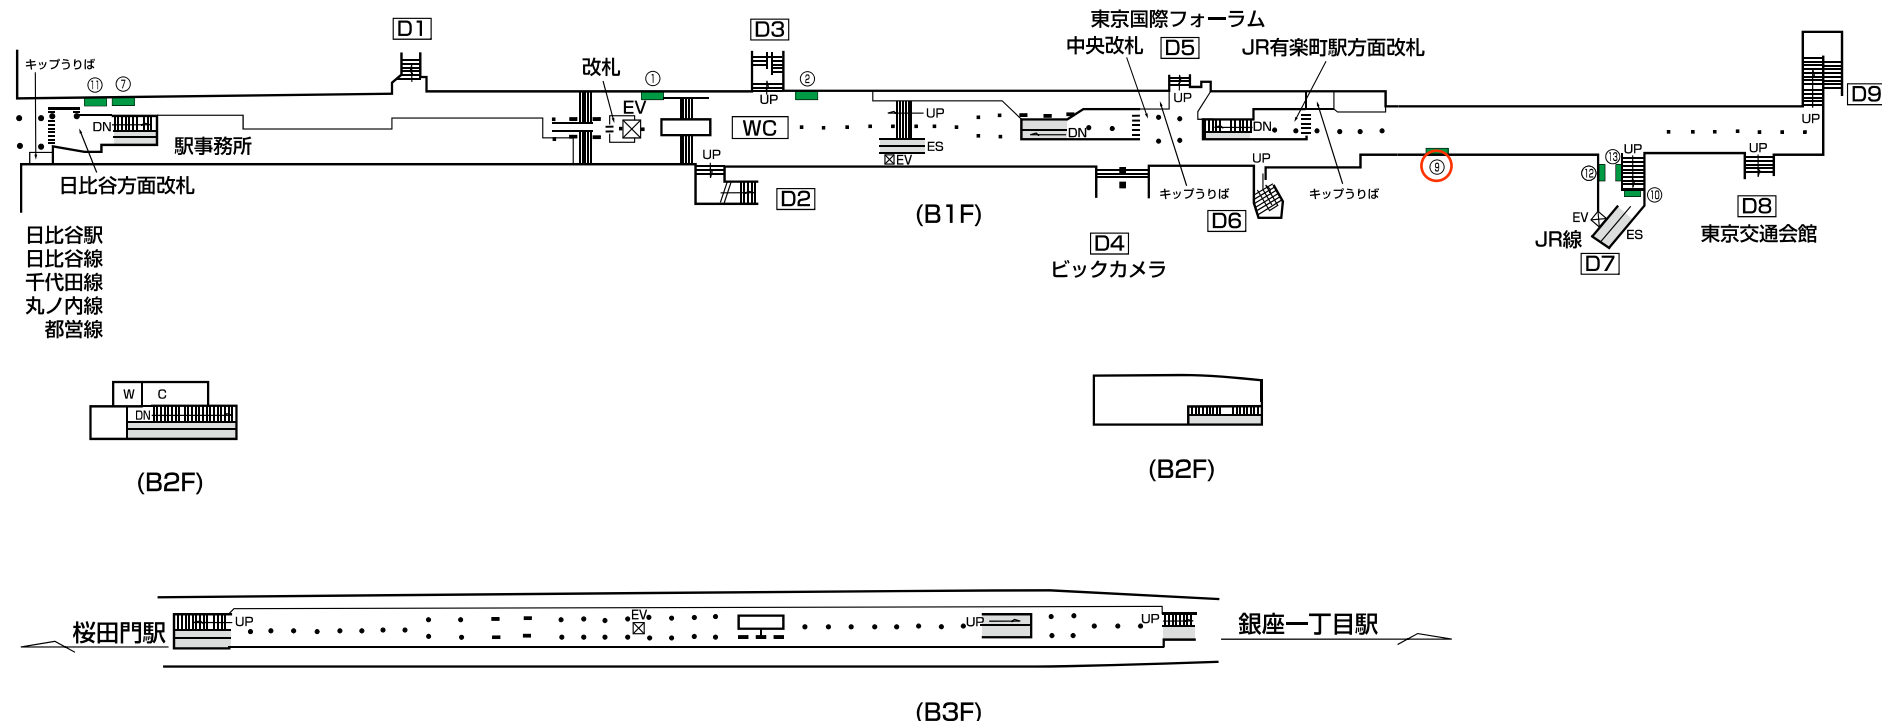 D1
D3
東京国際フォーラム
中央改札
D5
JR有楽町駅方面改札
キップうりば
⑪
⑦
改札
①
②
EV
UP
UP
D9
DN
駅事務所
WC
UP
DN
DN
UP
ES
EV
UP
UP
⑨
⑬
UP
UP
⑫
⑩
日比谷方面改札
D2
キップうりば
キップうりば
(B1F)
D6
EV
ES
D8
東京交通会館
日比谷駅
日比谷線
千代田線
丸ノ内線
都営線
D4
ビックカメラ
JR線
D7
W C
DN
(B2F)
(B2F)
桜田門駅
UP
EV
UP
UP
銀座一丁目駅
(B3F)